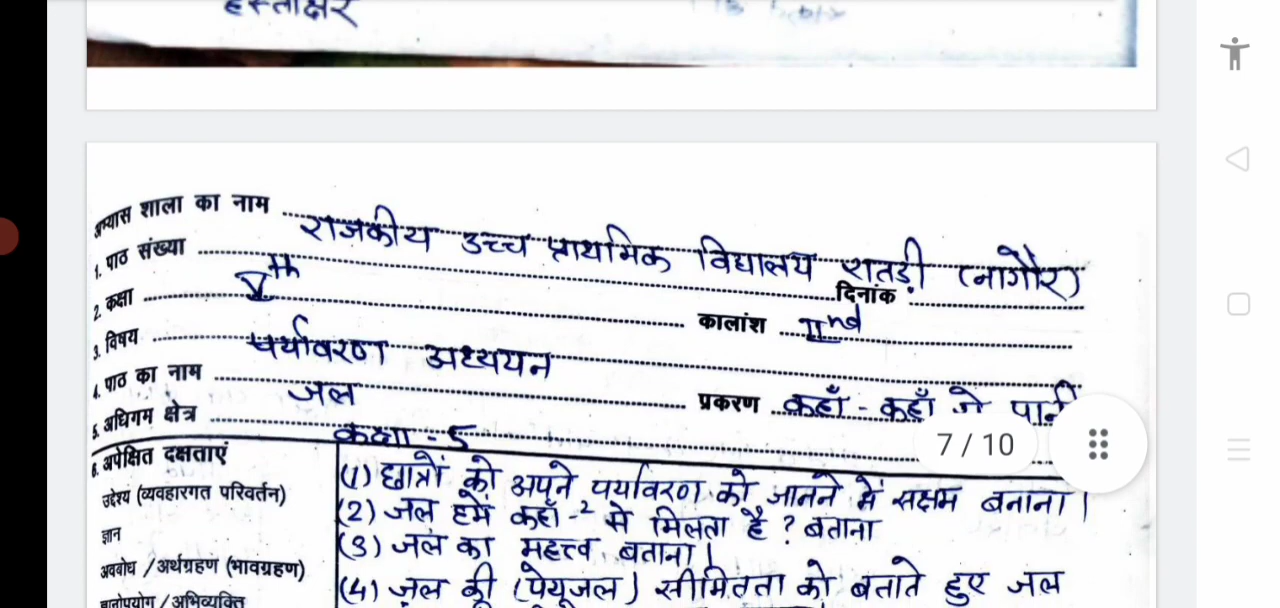 हस्ताक्षर
अभ्यास शाला का नाम राजकीय उच्च प्राथमिक विद्यालय रातड़ी (नागौर)
1. पाठ संख्या दिनांक
2. कक्षा Vth कालांश IInd
3. विषय पर्यावरण अध्ययन
4. पाठ का नाम जल प्रकरण कहाँ - कहाँ से
5. अधिगम क्षेत्र कक्षा - 5
7 / 10
6. अपेक्षित दक्षताएं
उद्देश्य (व्यवहारगत परिवर्तन) (1) छात्रों को अपने पर्यावरण को जानने में सक्षम बनाना।
(2) जल हमें कहाँ-2 से मिलता है ? बताना
ज्ञान (3) जल का महत्त्व बताना।
अवबोध / अर्थग्रहण (भावग्रहण) (4) जल की (पेयजल) सीमितता को बताते हुए जल
ज्ञानोपयोग / अभिव्यक्ति